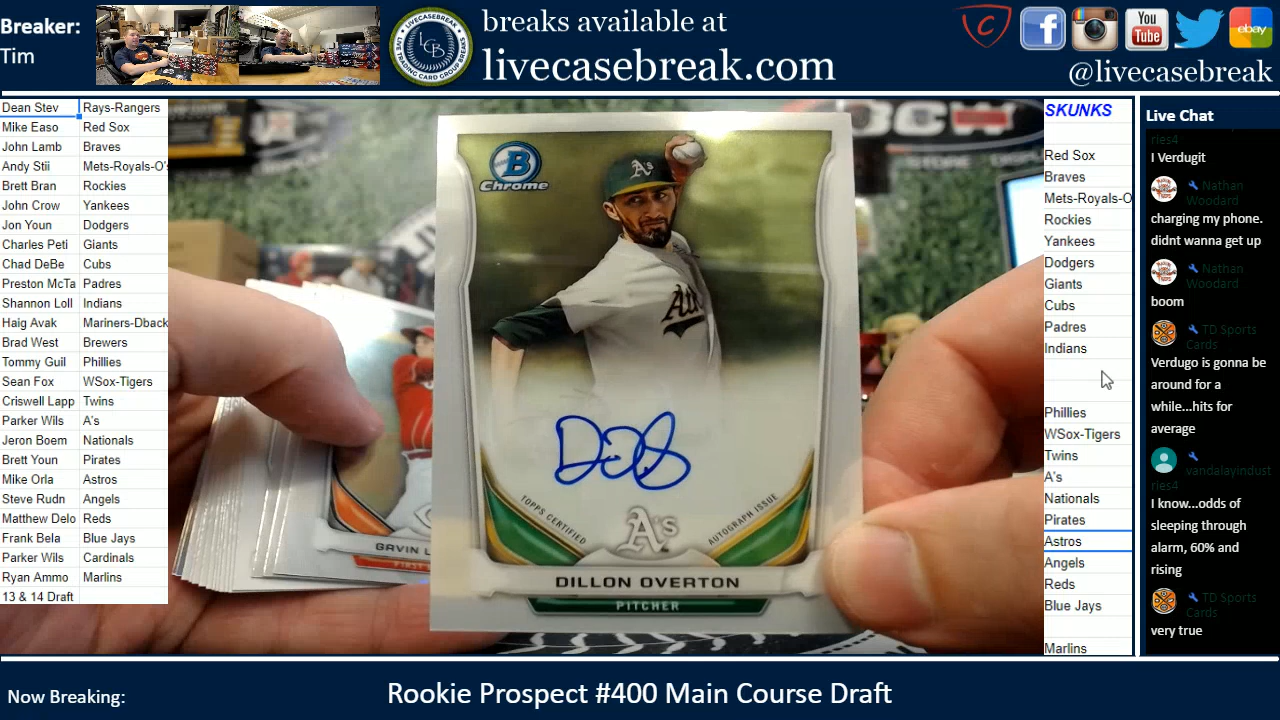 Breaker:
Tim
breaks available at
livecasebreak.com
LCB
You
Tube
ebay
@livecasebreak
Dean Stev Rays-Rangers
Mike Easo Red Sox
John Lamb Braves
Andy Stii Mets-Royals-O'
Brett Bran Rockies
John Crow Yankees
Jon Youn Dodgers
Charles Peti Giants
Chad DeBe Cubs
Preston McTa Padres
Shannon Loll Indians
Haig Avak Mariners-Dback
Brad West Brewers
Tommy Guil Phillies
Sean Fox WSox-Tigers
Criswell Lapp Twins
Parker Wils A's
Jeron Boem Nationals
Brett Youn Pirates
Mike Orla Astros
Steve Rudn Angels
Matthew Delo Reds
Frank Bela Blue Jays
Parker Wils Cardinals
Ryan Ammo Marlins
13 & 14 Draft
B
Chrome
A's
TOPPS CERTIFIED
AUTOGRAPH ISSUE
A's
DILLON OVERTON
PITCHER
GAVIN L
FIRST
SKUNKS
Red Sox
Braves
Mets-Royals-O
Rockies
Yankees
Dodgers
Giants
Cubs
Padres
Indians
Phillies
WSox-Tigers
Twins
A's
Nationals
Pirates
Astros
Angels
Reds
Blue Jays
Marlins
Live Chat
ries4
I Verdugit
Nathan
Woodard
charging my phone.
didnt wanna get up
Nathan
Woodard
boom
TD Sports
Cards
Verdugo is gonna be
around for a
while...hits for
average
vandalayindust
ries4
I know...odds of
sleeping through
alarm, 60% and
rising
TD Sports
Cards
very true
Now Breaking:
Rookie Prospect #400 Main Course Draft